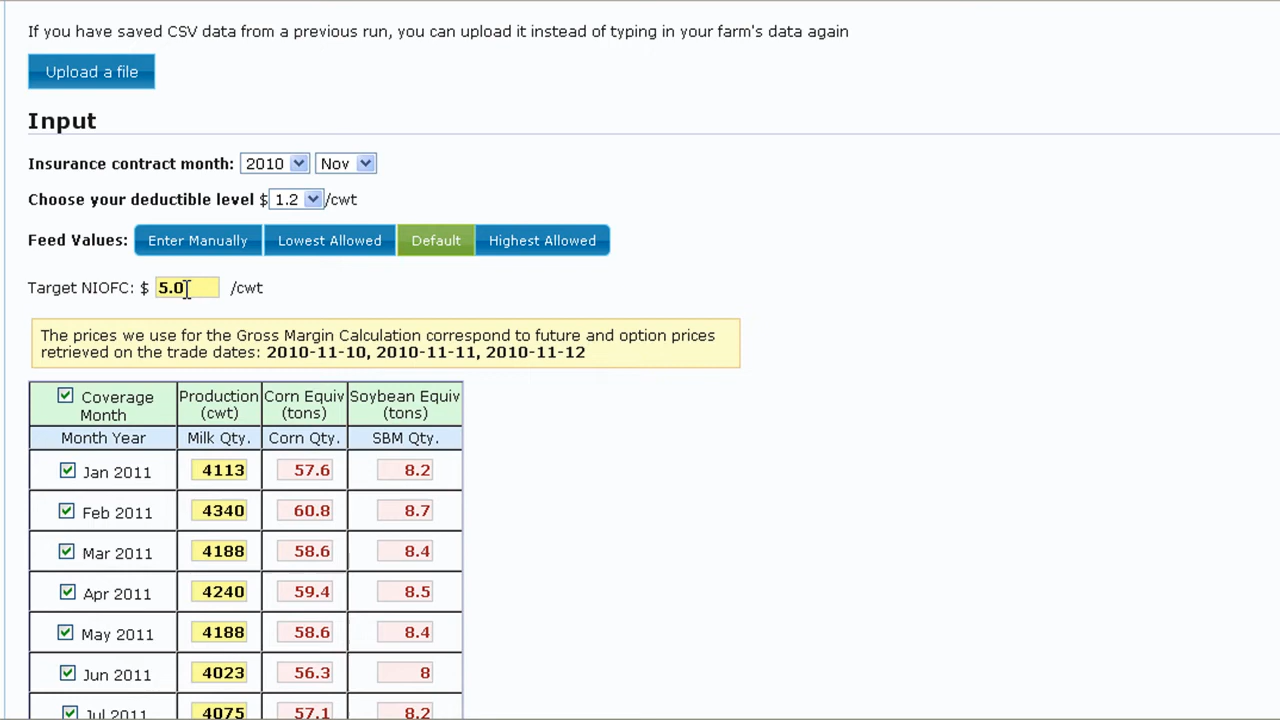 If you have saved CSV data from a previous run, you can upload it instead of typing in your farm's data again
Upload a file
Input
Insurance contract month: 2010 Nov
Choose your deductible level $ 1.2 /cwt
Feed Values: Enter Manually Lowest Allowed Default Highest Allowed
Target NIOFC: $ 5.0 /cwt
The prices we use for the Gross Margin Calculation correspond to future and option prices
retrieved on the trade dates: 2010-11-10, 2010-11-11, 2010-11-12
Coverage Production Corn Equiv Soybean Equiv
Month (cwt) (tons) (tons)
Month Year Milk Qty. Corn Qty. SBM Qty.
Jan 2011 4113 57.6 8.2
Feb 2011 4340 60.8 8.7
Mar 2011 4188 58.6 8.4
Apr 2011 4240 59.4 8.5
May 2011 4188 58.6 8.4
Jun 2011 4023 56.3 8
Jul 2011 4075 57.1 8.2